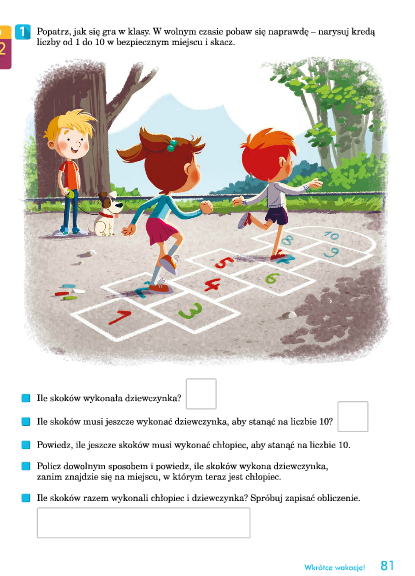 2
1 Popatrz, jak się gra w klasy. W wolnym czasie pobaw się naprawdę – narysuj kredą
liczby od 1 do 10 w bezpiecznym miejscu i skacz.
8
10
9
5
7
4
6
2
3
1
Ile skoków wykonała dziewczynka?
Ile skoków musi jeszcze wykonać dziewczynka, aby stanąć na liczbie 10?
Powiedz, ile jeszcze skoków musi wykonać chłopiec, aby stanąć na liczbie 10.
Policz dowolnym sposobem i powiedz, ile skoków wykona dziewczynka,
zanim znajdzie się na miejscu, w którym teraz jest chłopiec.
Ile skoków razem wykonali chłopiec i dziewczynka? Spróbuj zapisać obliczenie.
Wkrótce wakacje! 81